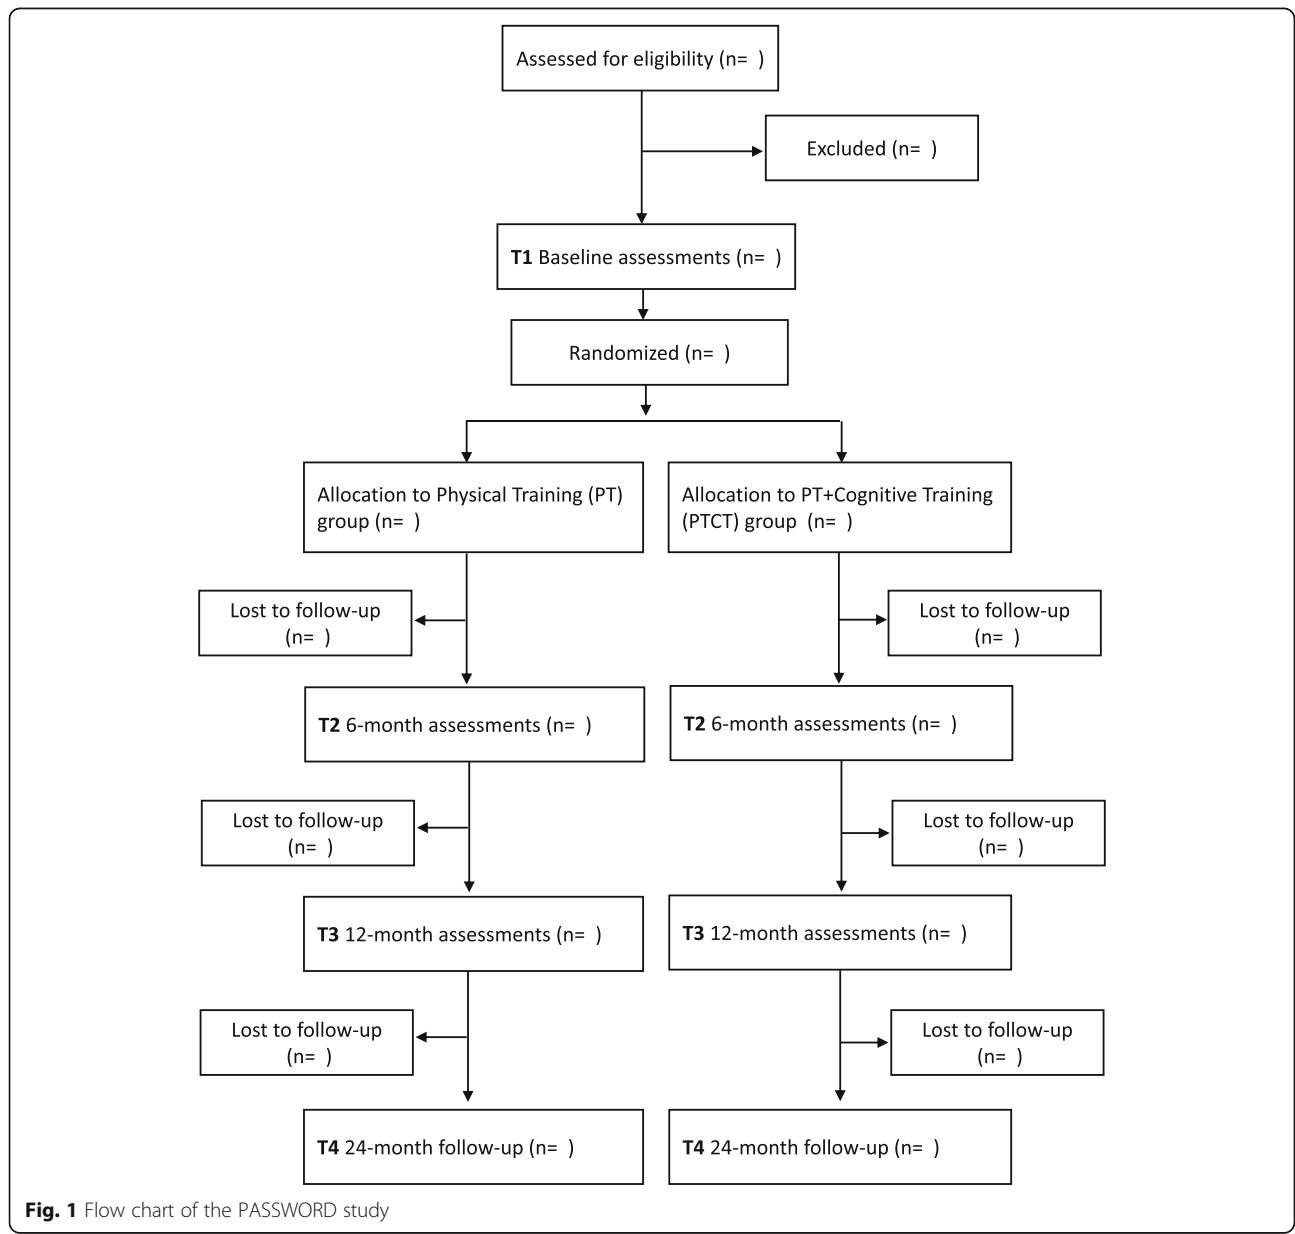 Assessed for eligibility (n=  )
Excluded (n=  )
T1 Baseline assessments (n=  )
Randomized (n=  )
Allocation to Physical Training (PT)
group (n=  )
Allocation to PT+Cognitive Training
(PTCT) group  (n=  )
Lost to follow-up
(n=  )
Lost to follow-up
(n=  )
T2 6-month assessments (n=  )
T2 6-month assessments (n=  )
Lost to follow-up
(n=  )
Lost to follow-up
(n=  )
T3 12-month assessments (n=  )
T3 12-month assessments (n=  )
Lost to follow-up
(n=  )
Lost to follow-up
(n=  )
T4 24-month follow-up (n=  )
T4 24-month follow-up (n=  )
Fig. 1 Flow chart of the PASSWORD study